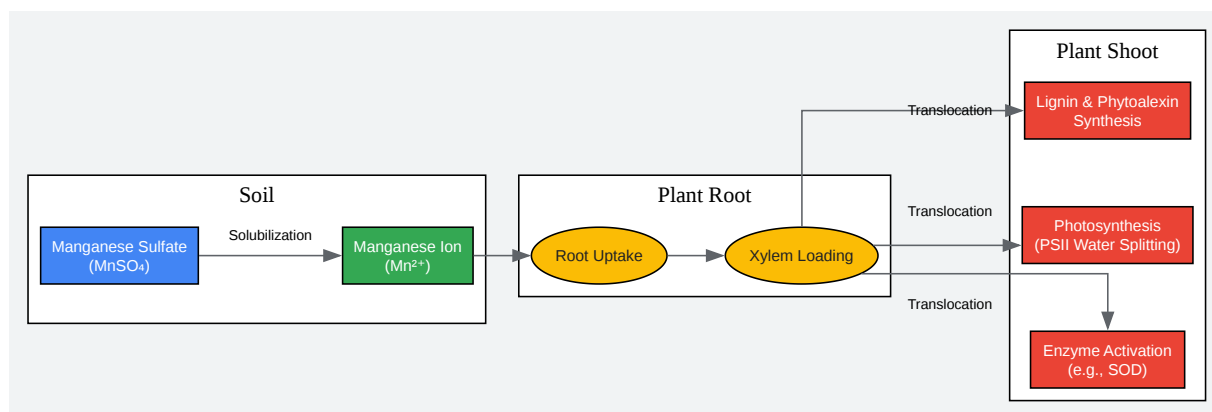 Soil
Manganese Sulfate
(MnSO₄)
Solubilization
Manganese Ion
(Mn²⁺)
Plant Root
Root Uptake
Xylem Loading
Translocation
Translocation
Translocation
Plant Shoot
Lignin & Phytoalexin
Synthesis
Photosynthesis
(PSII Water Splitting)
Enzyme Activation
(e.g., SOD)